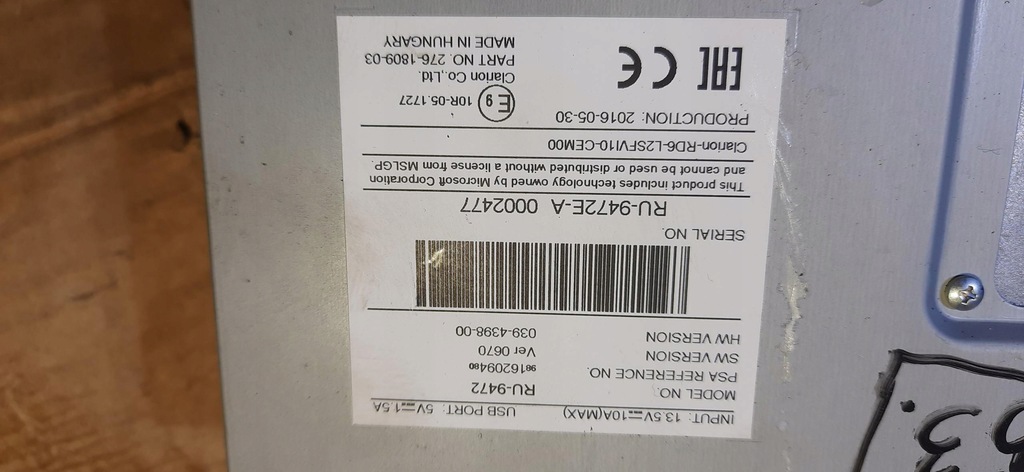 INPUT: 13.5V⎓10A(MAX) USB PORT: 5V⎓1.5A
MODEL NO. RU-9472
PSA REFERENCE NO. 9816209480
SW VERSION Ver 0670
HW VERSION 039-4398-00
SERIAL NO.
RU-9472E-A 0002477
This product includes technology owned by Microsoft Corporation
and cannot be used or distributed without a license from MSLGP.
Clarion-RD6-L2SFVI10-CEM00
PRODUCTION: 2016-05-30
E9 10R-05.1727
Clarion Co.,Ltd.
PART NO. 276-1809-03
MADE IN HUNGARY
EAC CE